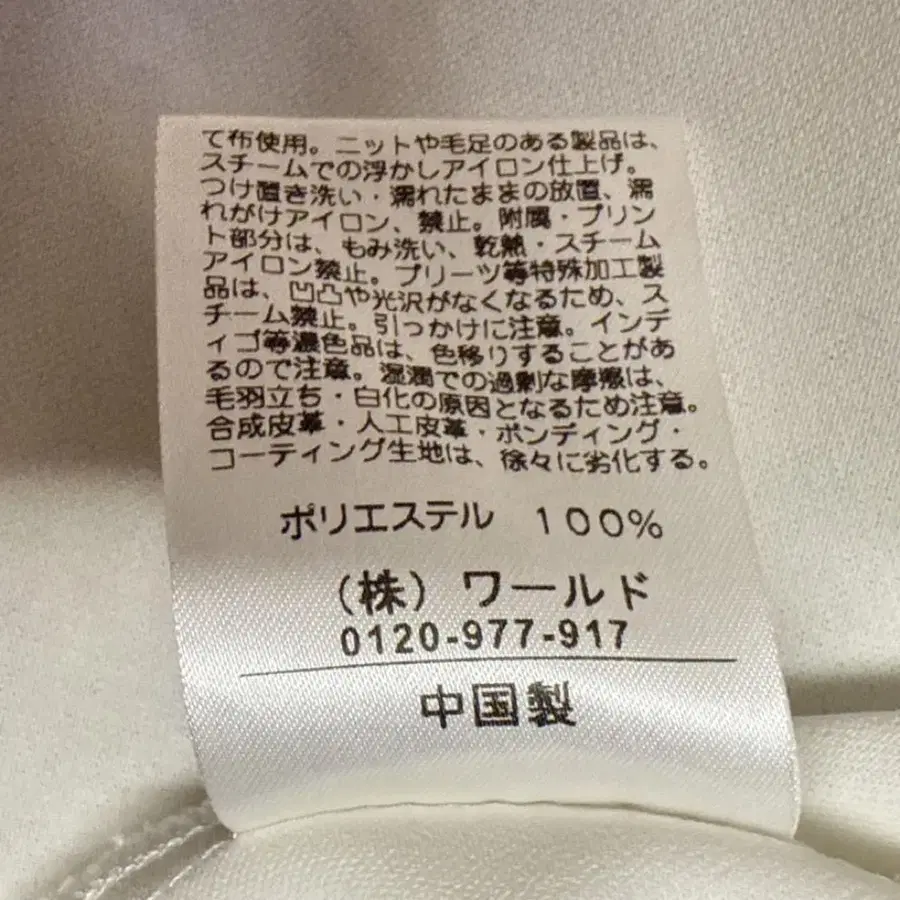 て布使用。ニットや毛足のある製品は、
スチームでの浮かしアイロン仕上げ。
つけ置き洗い・濡れたままの放置、濡
れがけアイロン、禁止。附属・プリン
ト部分は、もみ洗い、乾熱・スチーム
アイロン禁止。プリーツ等特殊加工製
品は、凹凸や光沢がなくなるため、ス
チーム禁止。引っかけに注意。インデ
ィゴ等濃色品は、色移りすることがあ
るので注意。湿潤での過剰な摩擦は、
毛羽立ち・白化の原因となるため注意。
合成皮革・人工皮革・ボンディング・
コーティング生地は、徐々に劣化する。
ポリエステル 100%
(株)ワールド
0120-977-917
中国製